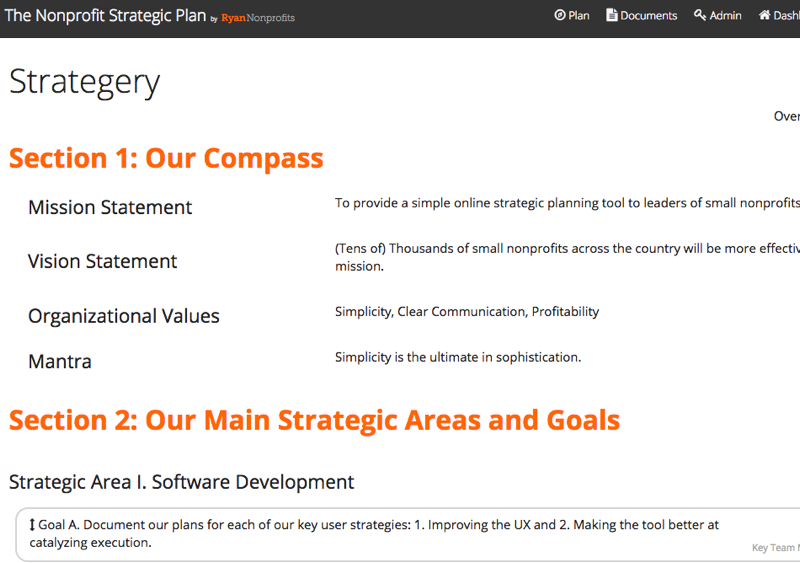 The Nonprofit Strategic Plan by RyanNonprofits Plan Documents Admin
Strategery
Section 1: Our Compass
Mission Statement
To provide a simple online strategic planning tool to leaders of small nonprofits
Vision Statement
(Tens of) Thousands of small nonprofits across the country will be more
mission.
Organizational Values
Simplicity, Clear Communication, Profitability
Mantra
Simplicity is the ultimate in sophistication.
Section 2: Our Main Strategic Areas and Goals
Strategic Area I. Software Development
Goal A. Document our plans for each of our key user strategies: 1. Improving the UX and 2. Making the tool better at
catalyzing execution.
Key Team